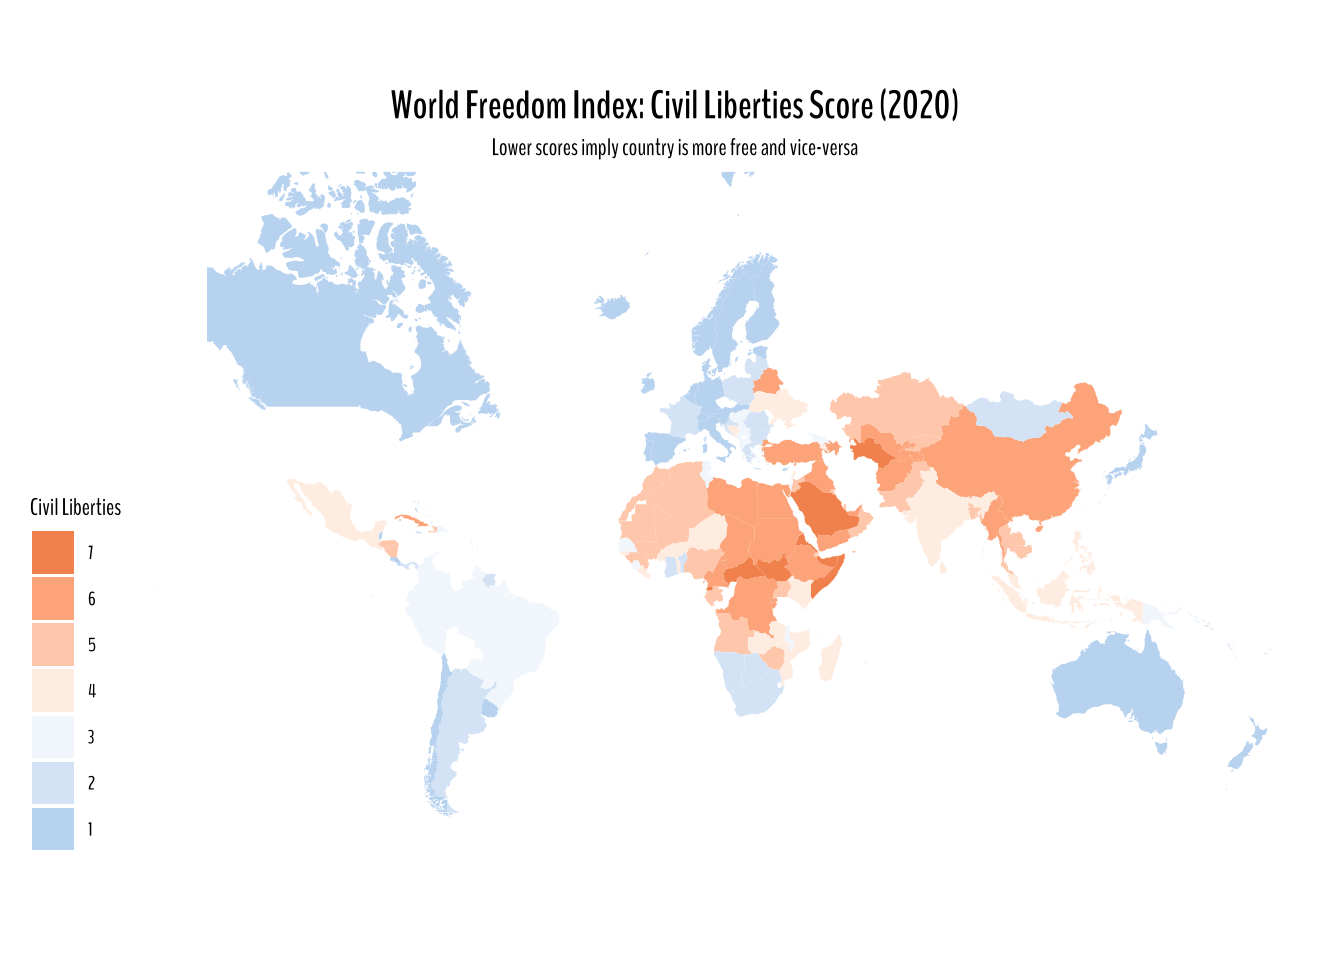 World Freedom Index: Civil Liberties Score (2020)
Lower scores imply country is more free and vice-versa
Civil Liberties
7
6
5
4
3
2
1